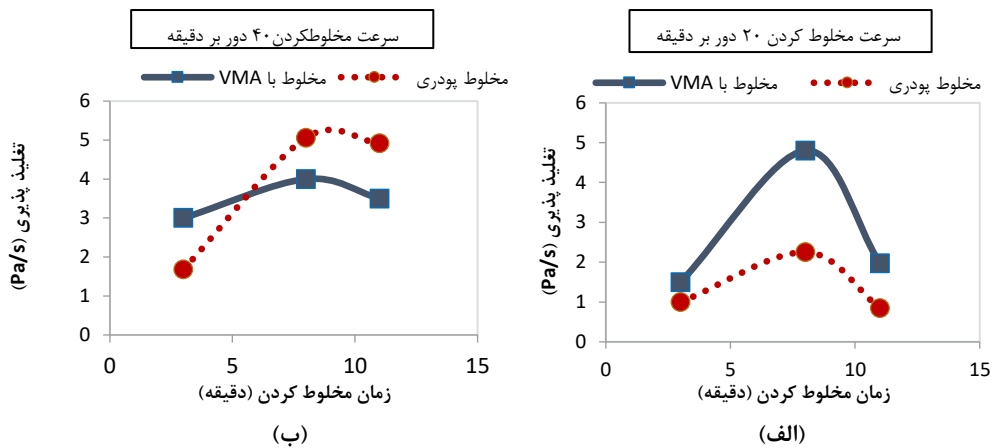 سرعت مخلوط کردن ۲۰ دور بر دقیقه
مخلوط با VMA
مخلوط پودری
تغلیذ پذیری (Pa/s)
6
5
4
3
2
1
0
0 5 10 15
زمان مخلوط کردن (دقیقه)
(الف)
سرعت مخلوطکردن۴۰ دور بر دقیقه
مخلوط با VMA
مخلوط پودری
تغلیذ پذیری (Pa/s)
6
5
4
3
2
1
0
0 5 10 15
زمان مخلوط کردن (دقیقه)
(ب)